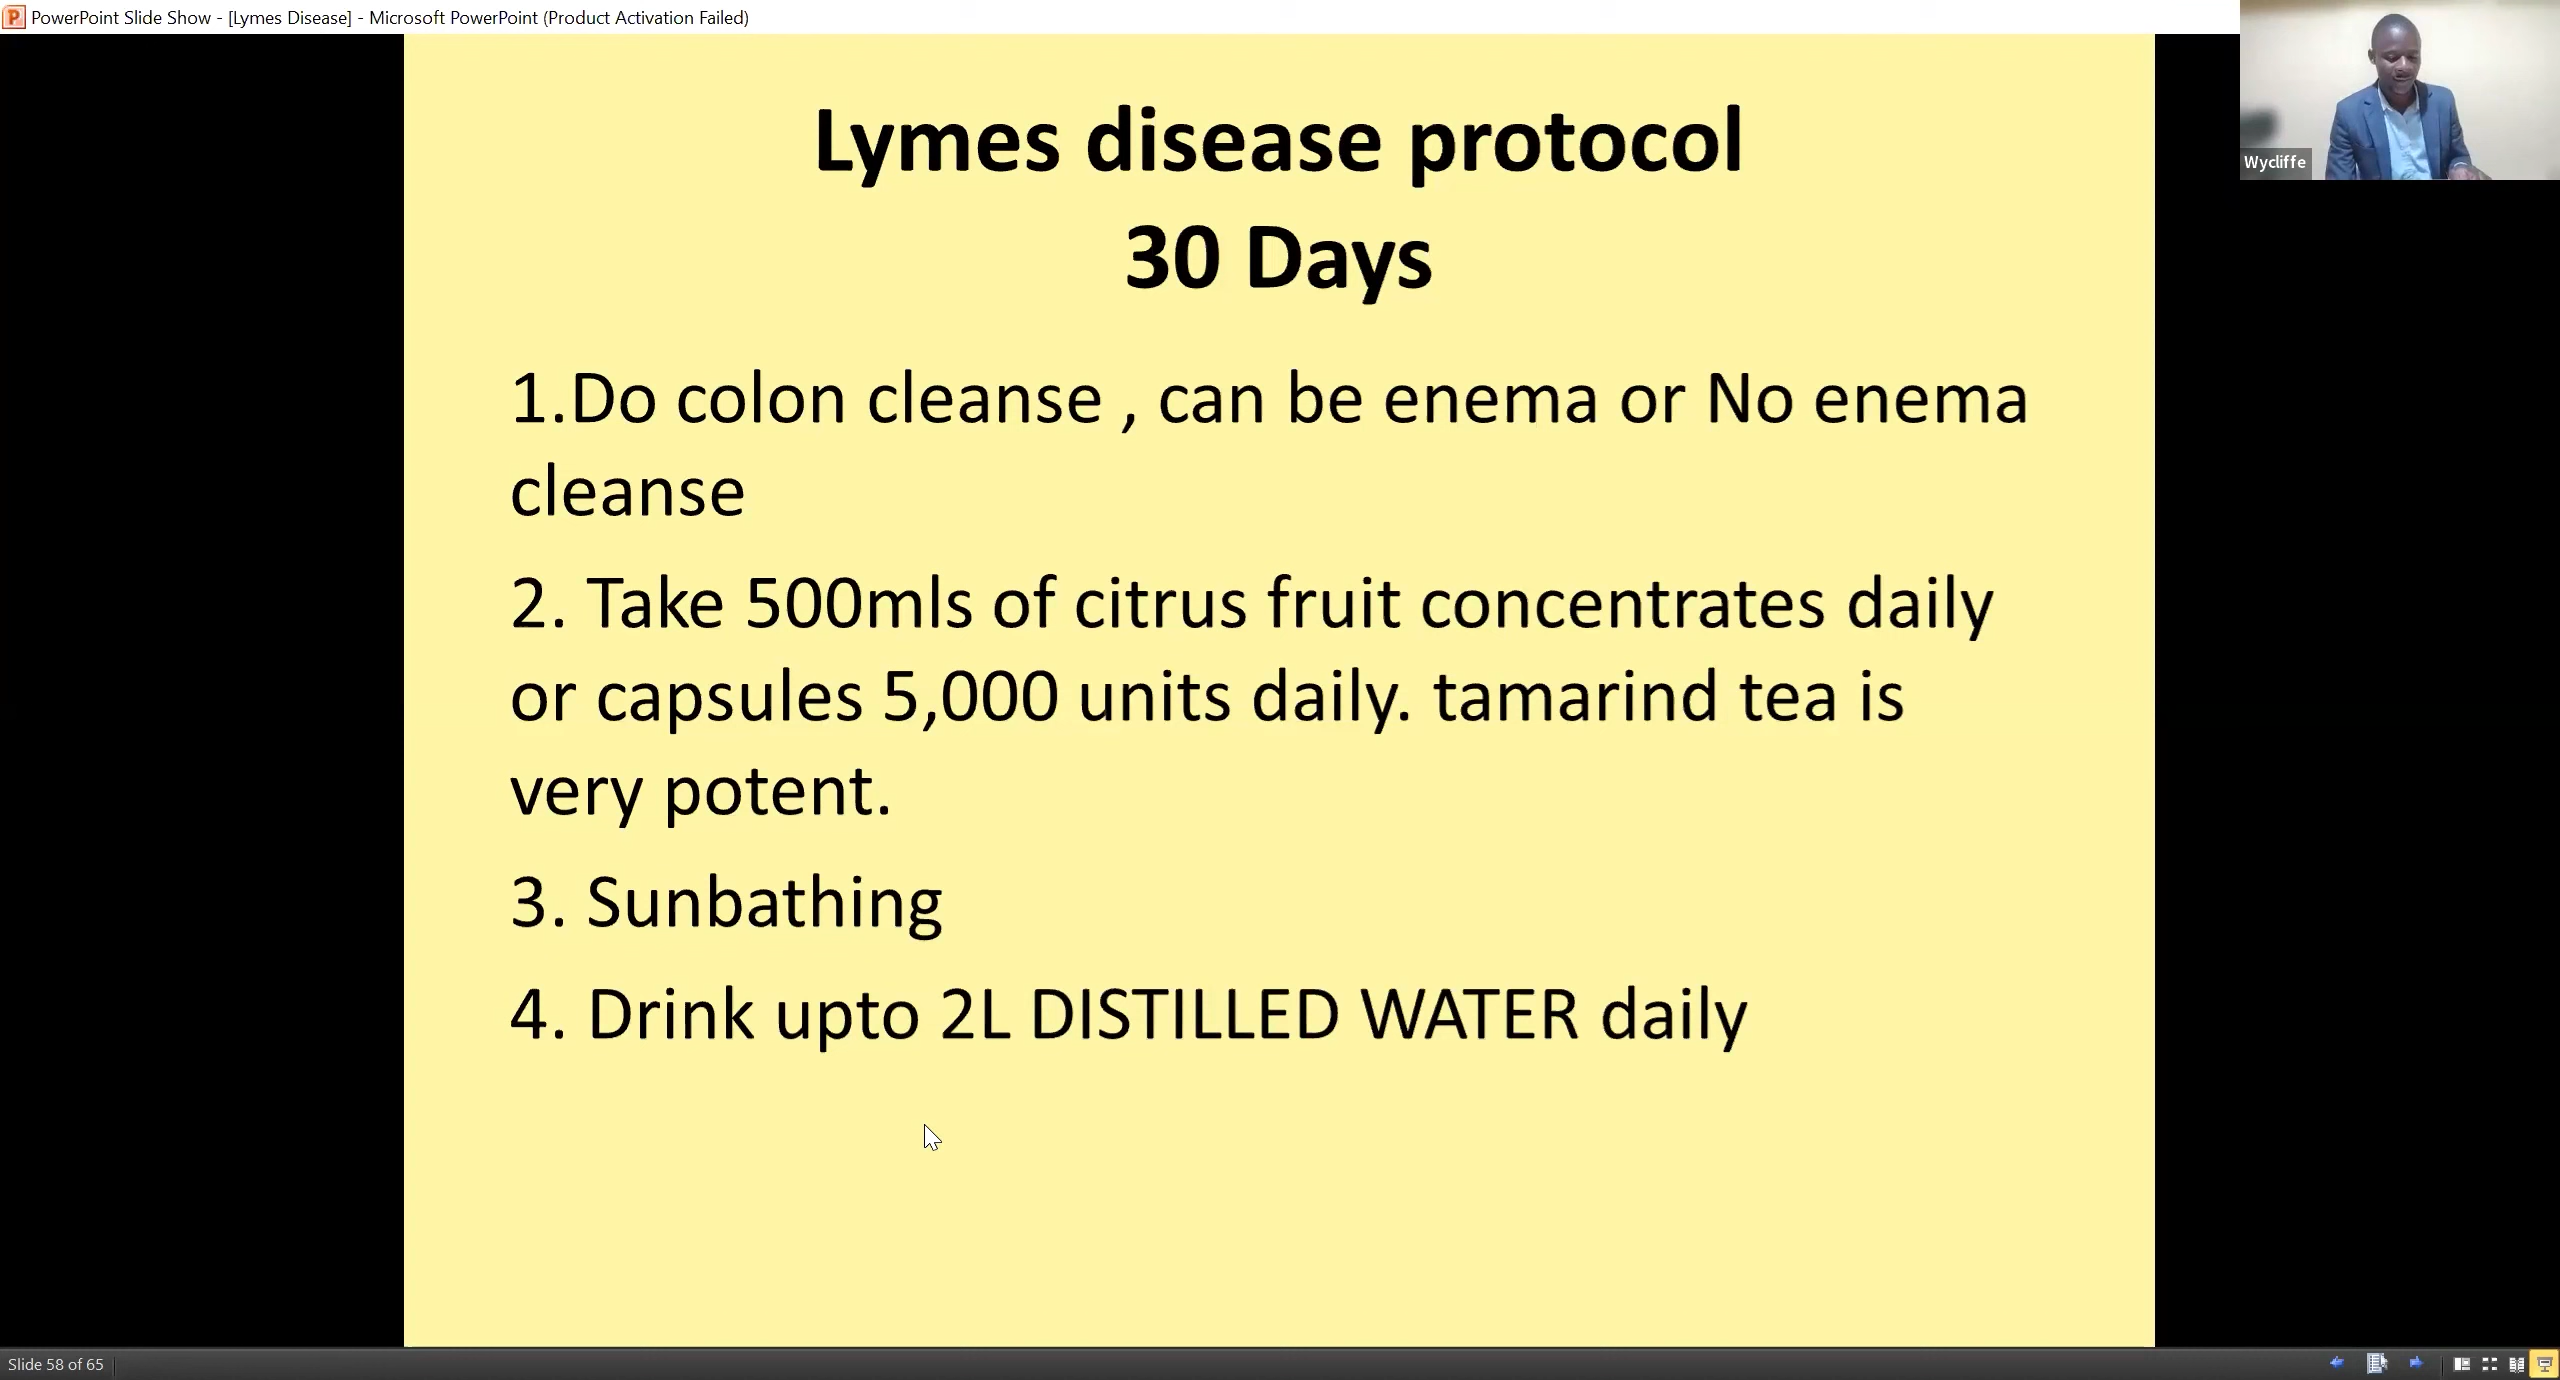 PowerPoint Slide Show - [Lymes Disease] - Microsoft PowerPoint (Product Activation Failed)
Wycliffe
Lymes disease protocol
30 Days
1.Do colon cleanse , can be enema or No enema
cleanse
2. Take 500mls of citrus fruit concentrates daily
or capsules 5,000 units daily. tamarind tea is
very potent.
3. Sunbathing
4. Drink upto 2L DISTILLED WATER daily
Slide 58 of 65